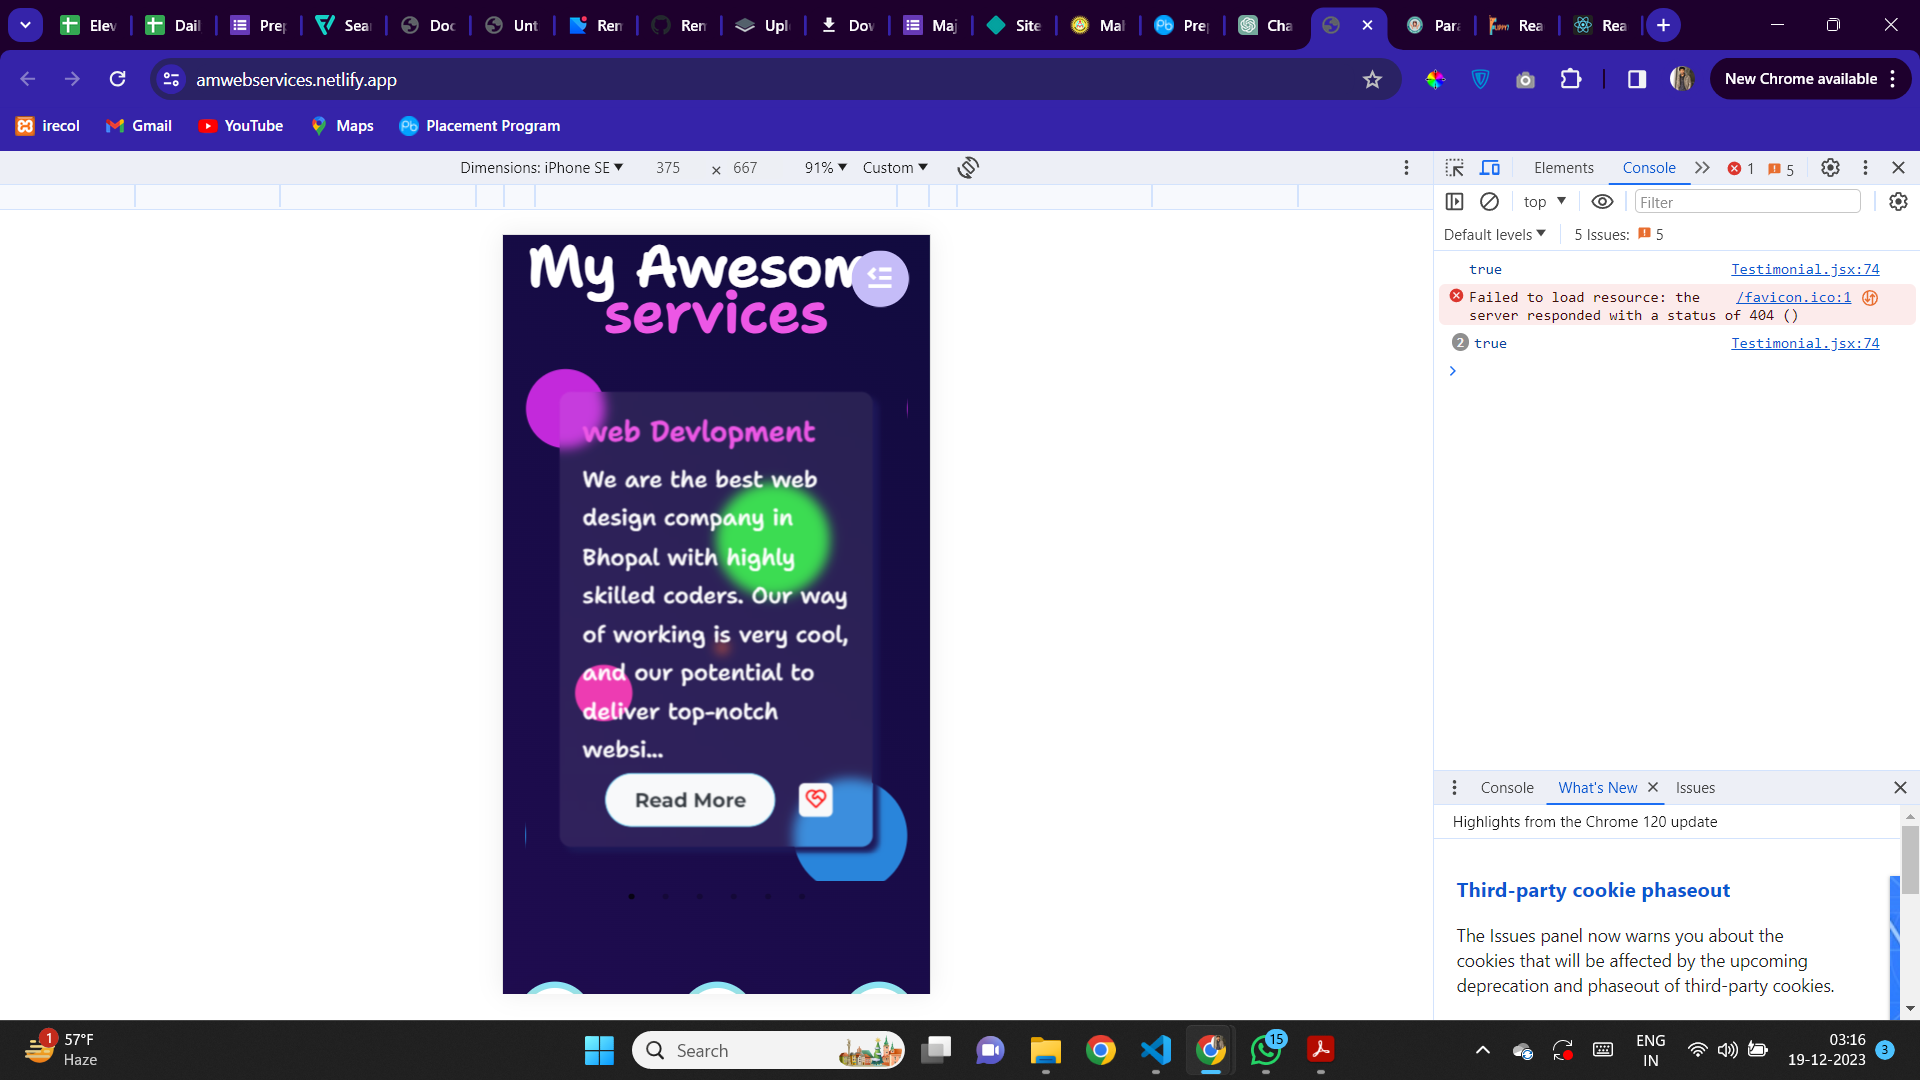 Elev
Dail
Prep
Sear
Doc
Unt
Rem
Rem
Uplo
Dov
Maj
Site
Mal
Prep
Cha
Para
Rea
Rea
amwebservices.netlify.app
New Chrome available
irecol
Gmail
YouTube
Maps
Placement Program
Dimensions: iPhone SE
375
×
667
91%
Custom
My Awesom
services
web Devlopment
We are the best web
design company in
Bhopal with highly
skilled coders. Our way
of working is very cool,
and our potential to
deliver top-notch
websi...
Read More
Elements
Console
1
5
top
Filter
Default levels
5 Issues:
5
true
Testimonial.jsx:74
Failed to load resource: the
/favicon.ico:1
server responded with a status of 404 ()
2
true
Testimonial.jsx:74
Console
What's New
Issues
Highlights from the Chrome 120 update
Third-party cookie phaseout
The Issues panel now warns you about the
cookies that will be affected by the upcoming
deprecation and phaseout of third-party cookies.
1
57°F
Haze
Search
15
ENG
IN
03:16
19-12-2023
3